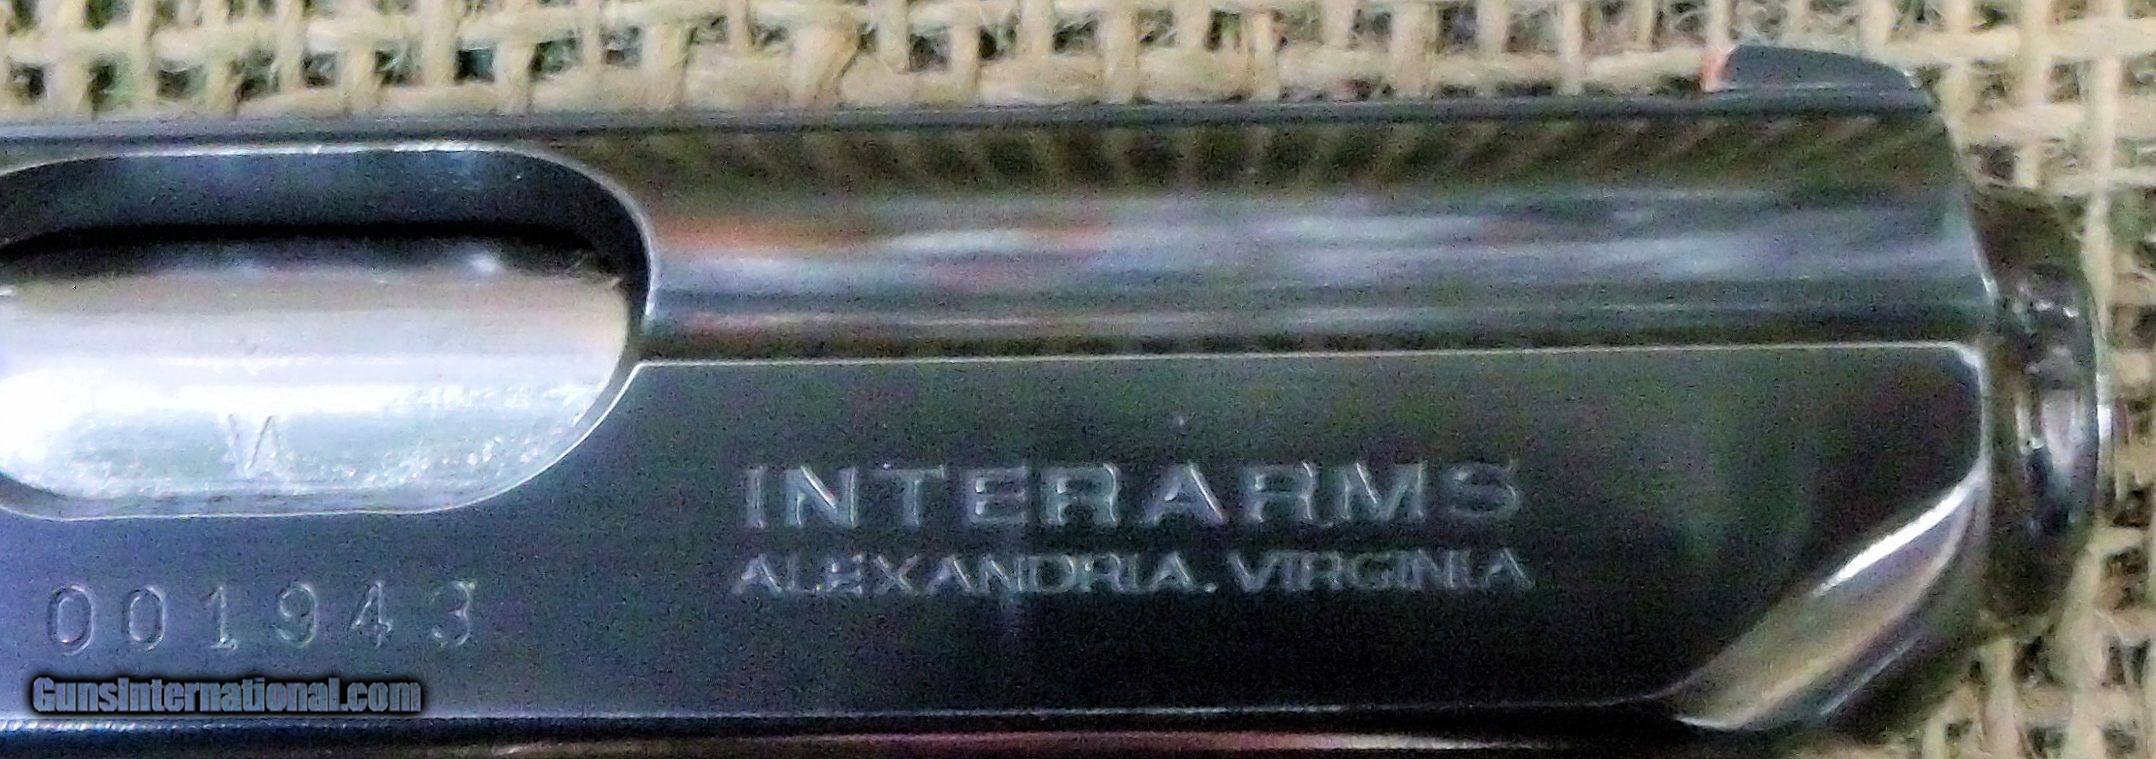 N
INTERARMS
ALEXANDRIA, VIRGINIA
001943
GunsInternational.com